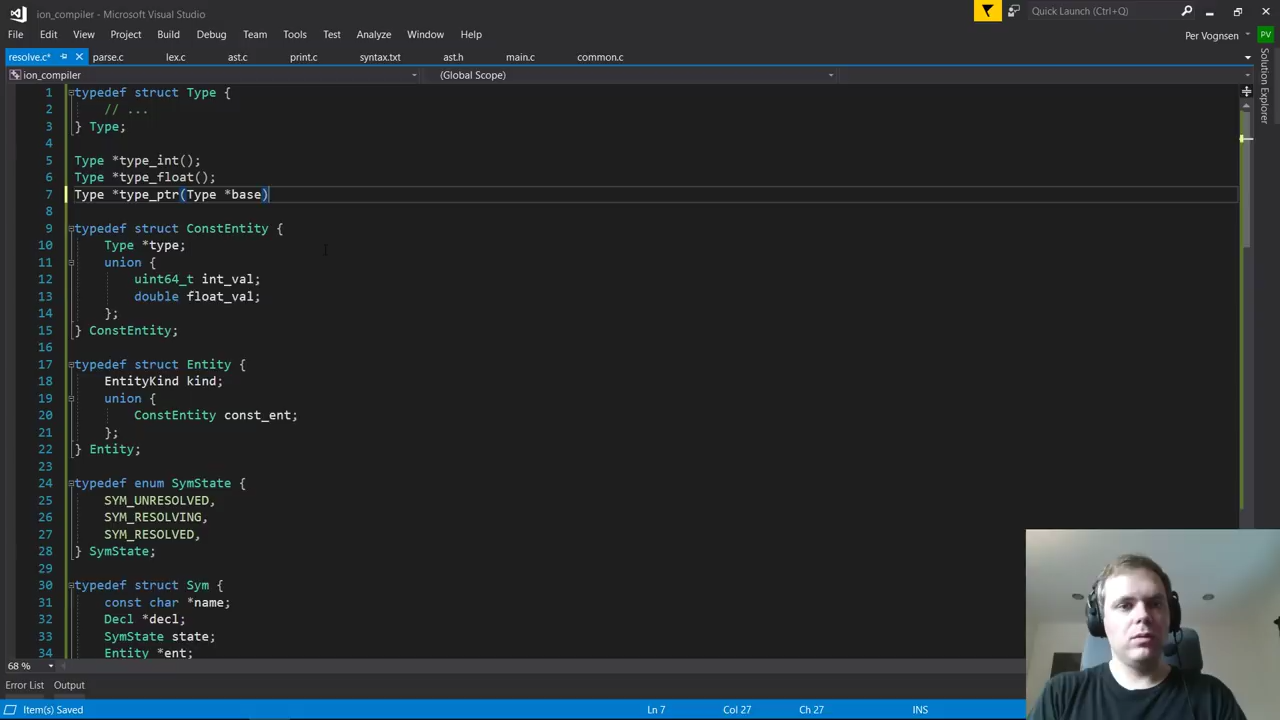 ion_compiler - Microsoft Visual Studio
Quick Launch (Ctrl+Q)
File Edit View Project Build Debug Team Tools Test Analyze Window Help
Per Vognsen PV
resolve.c* parse.c lex.c ast.c print.c syntax.txt ast.h main.c common.c
ion_compiler (Global Scope)
Solution Explorer
1 typedef struct Type {
2 // ...
3 } Type;
4
5 Type *type_int();
6 Type *type_float();
7 Type *type_ptr(Type *base)
8
9 typedef struct ConstEntity {
10 Type *type;
11 union {
12 uint64_t int_val;
13 double float_val;
14 };
15 } ConstEntity;
16
17 typedef struct Entity {
18 EntityKind kind;
19 union {
20 ConstEntity const_ent;
21 };
22 } Entity;
23
24 typedef enum SymState {
25 SYM_UNRESOLVED,
26 SYM_RESOLVING,
27 SYM_RESOLVED,
28 } SymState;
29
30 typedef struct Sym {
31 const char *name;
32 Decl *decl;
33 SymState state;
34 Entity *ent;
68 %
Error List Output
Item(s) Saved Ln 7 Col 27 Ch 27 INS